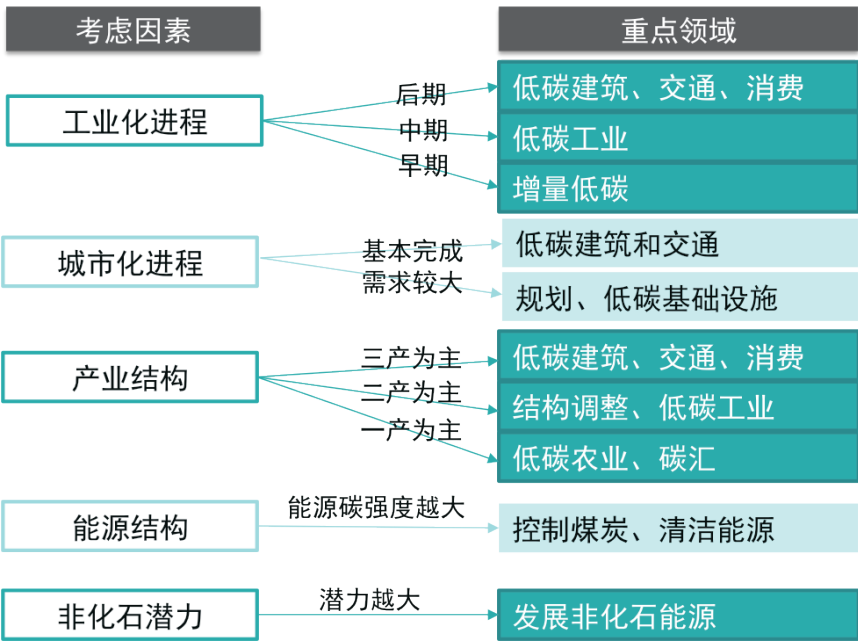 考虑因素
重点领域
工业化进程
后期
低碳建筑、交通、消费
中期
低碳工业
早期
增量低碳
城市化进程
基本完成
低碳建筑和交通
需求较大
规划、低碳基础设施
产业结构
三产为主
低碳建筑、交通、消费
二产为主
结构调整、低碳工业
一产为主
低碳农业、碳汇
能源结构
能源碳强度越大
控制煤炭、清洁能源
非化石潜力
潜力越大
发展非化石能源